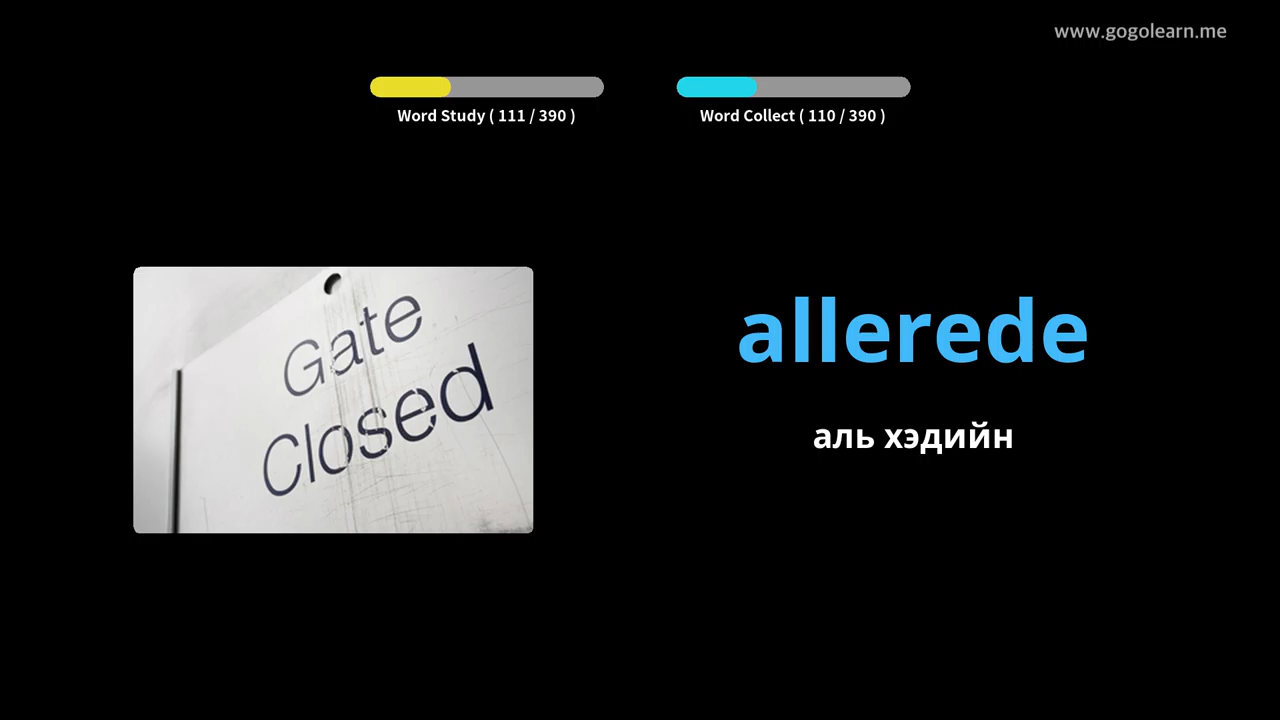 www.gogolearn.me
Word Study ( 111 / 390 )
Word Collect ( 110 / 390 )
Gate
Closed
allerede
аль хэдийн